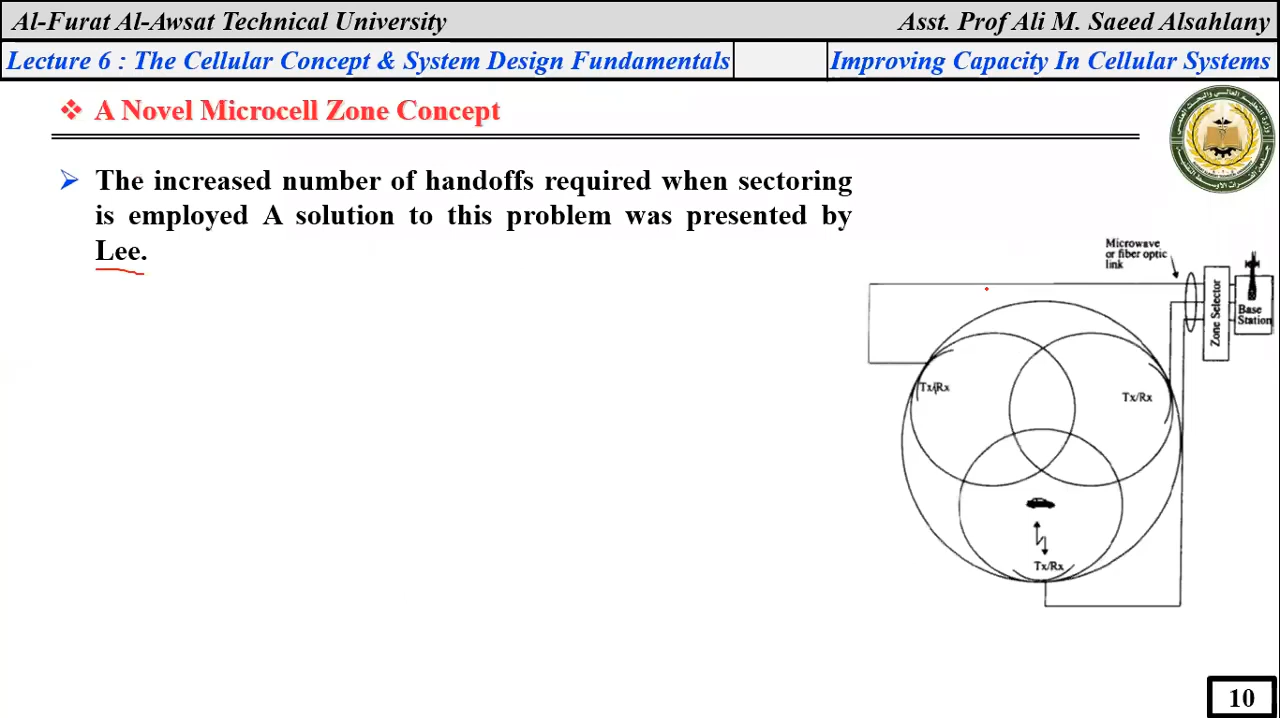 Al-Furat Al-Awsat Technical University
Asst. Prof Ali M. Saeed Alsahlany
Lecture 6 : The Cellular Concept & System Design Fundamentals
Improving Capacity In Cellular Systems
A Novel Microcell Zone Concept
The increased number of handoffs required when sectoring
is employed A solution to this problem was presented by
Lee.
Microwave
or fiber optic
link
Zone Selector
Base
Station
Tx/Rx
Tx/Rx
Tx/Rx
10